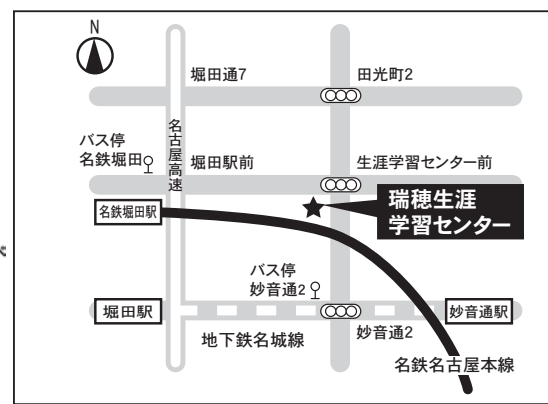 N
堀田通7
田光町2
名古屋高速
バス停
名鉄堀田
堀田駅前
生涯学習センター前
瑞穂生涯
学習センター
名鉄堀田駅
バス停
妙音通2
堀田駅
妙音通駅
地下鉄名城線
妙音通2
名鉄名古屋本線